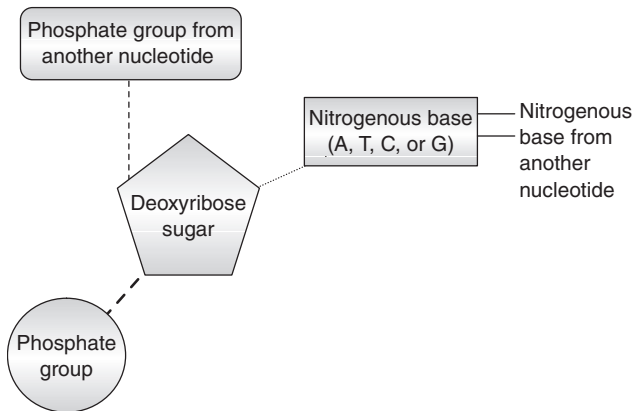 Phosphate group from
another nucleotide
Nitrogenous base
(A, T, C, or G)
Nitrogenous
base from
another
nucleotide
Deoxyribose
sugar
Phosphate
group